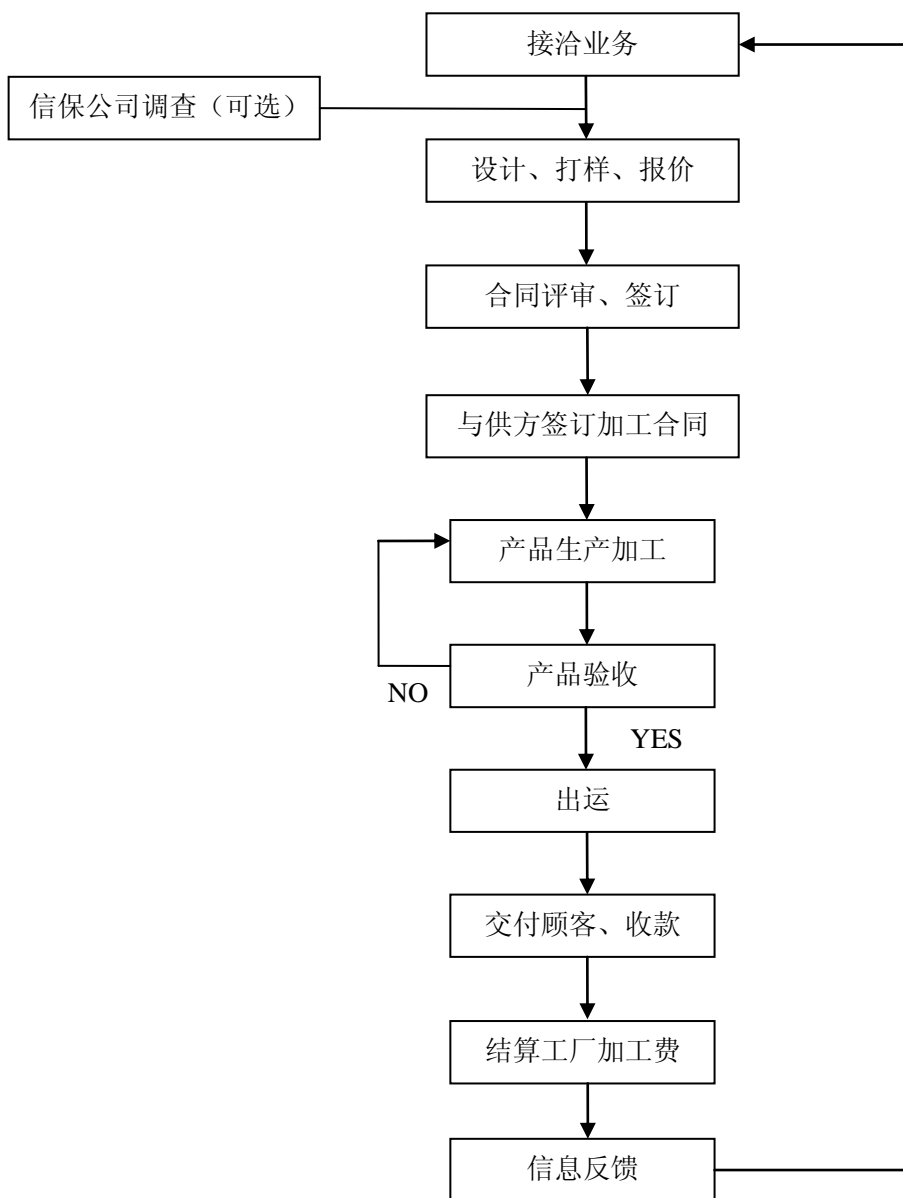 接洽业务
信保公司调查（可选）
设计、打样、报价
合同评审、签订
与供方签订加工合同
产品生产加工
产品验收
NO
YES
出运
交付顾客、收款
结算工厂加工费
信息反馈